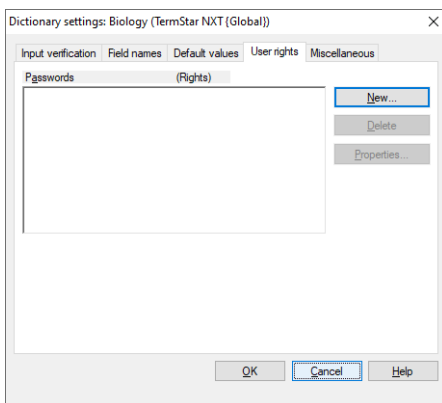 Dictionary settings: Biology (TermStar NXT {Global})
Input verification Field names Default values User rights Miscellaneous
Passwords (Rights)
New...
Delete
Properties...
OK Cancel Help